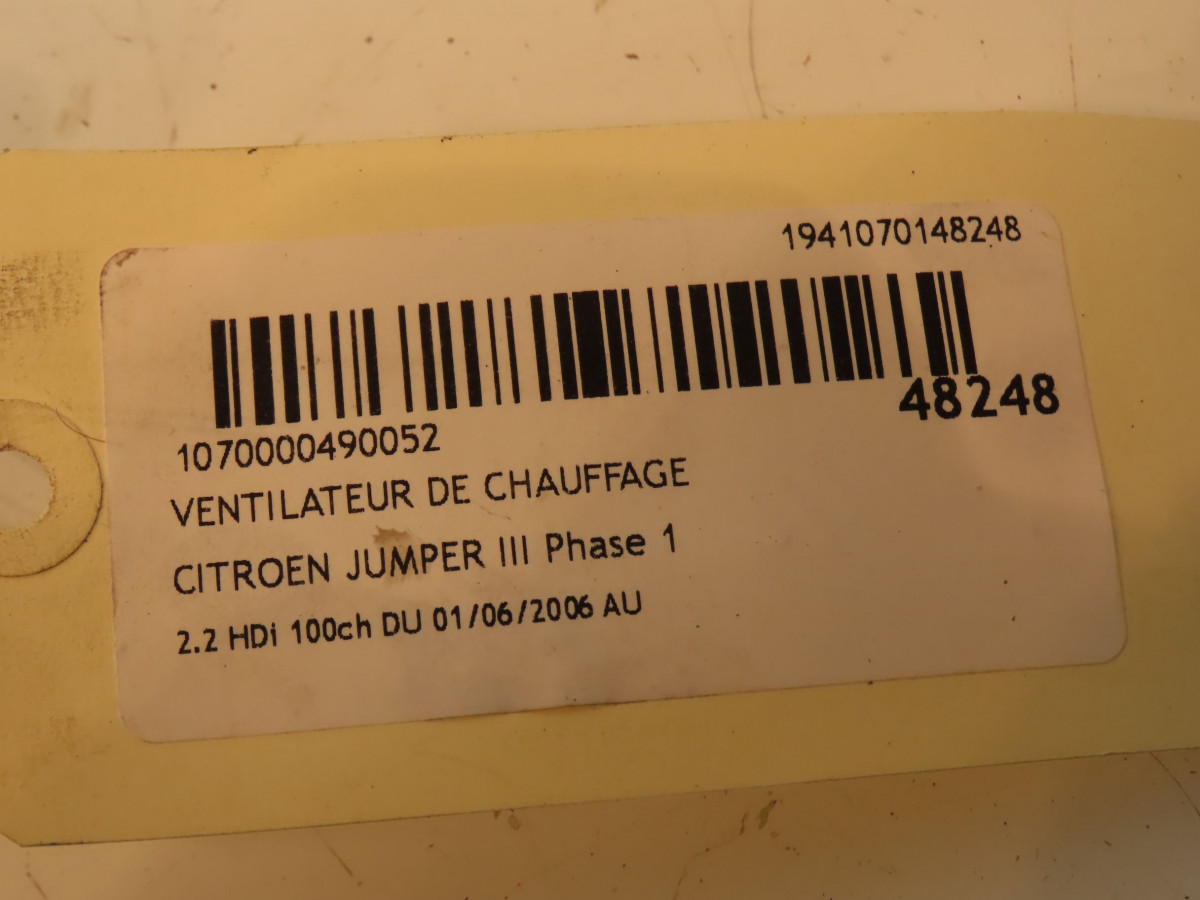 1941070148248
48248
1070000490052
VENTILATEUR DE CHAUFFAGE
CITROEN JUMPER III Phase 1
2.2 HDi 100ch DU 01/06/2006 AU